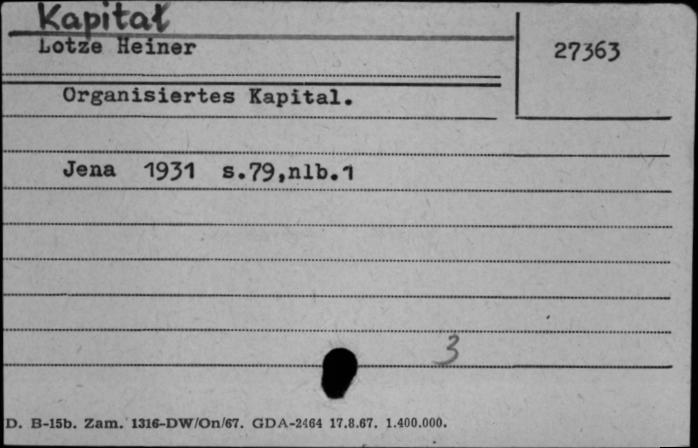 Kapitał
Lotze Heiner
27363
Organisiertes Kapital.
Jena 1931 s.79,nlb.1
3
D. B-15b. Zam. 1316-DW/On/67. GDA-2464 17.8.67. 1.400.000.